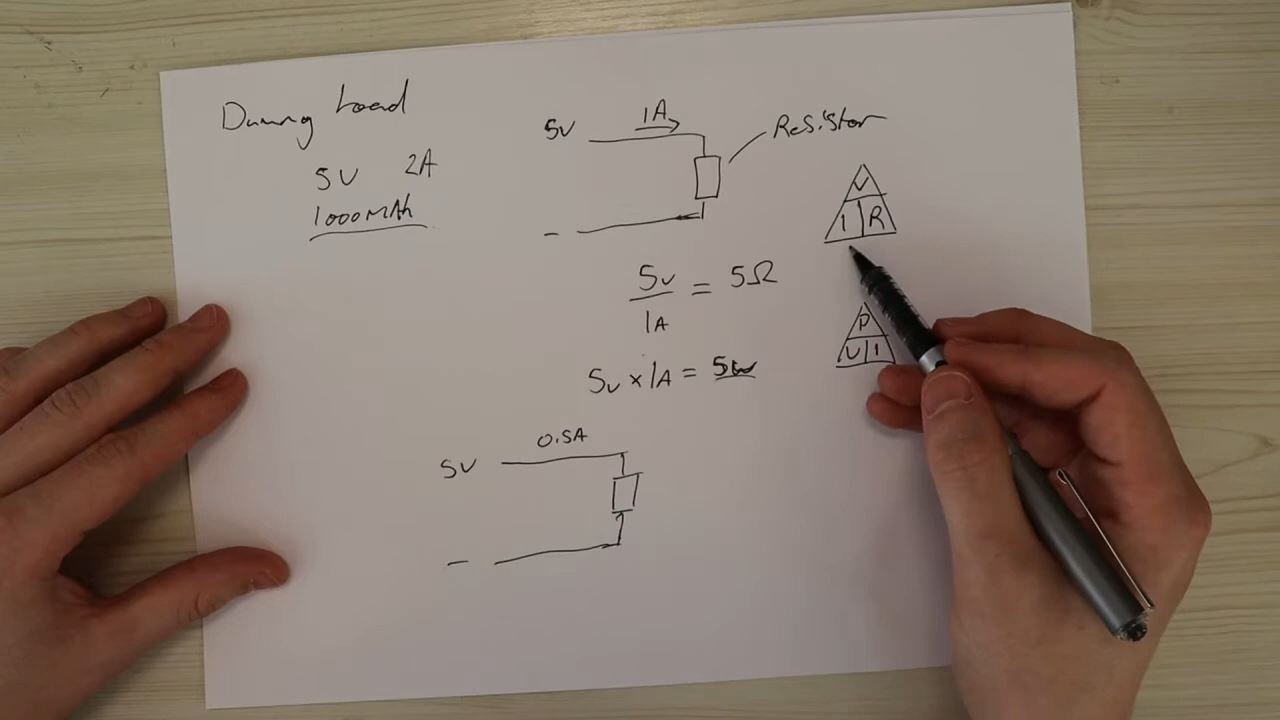 Dummy Load
5V 2A
1000MAh
5V
1A
Resistor
-
V
I R
5V
1A
= 5Ω
P
V I
5V x 1A = 5W
0.5A
5V
-